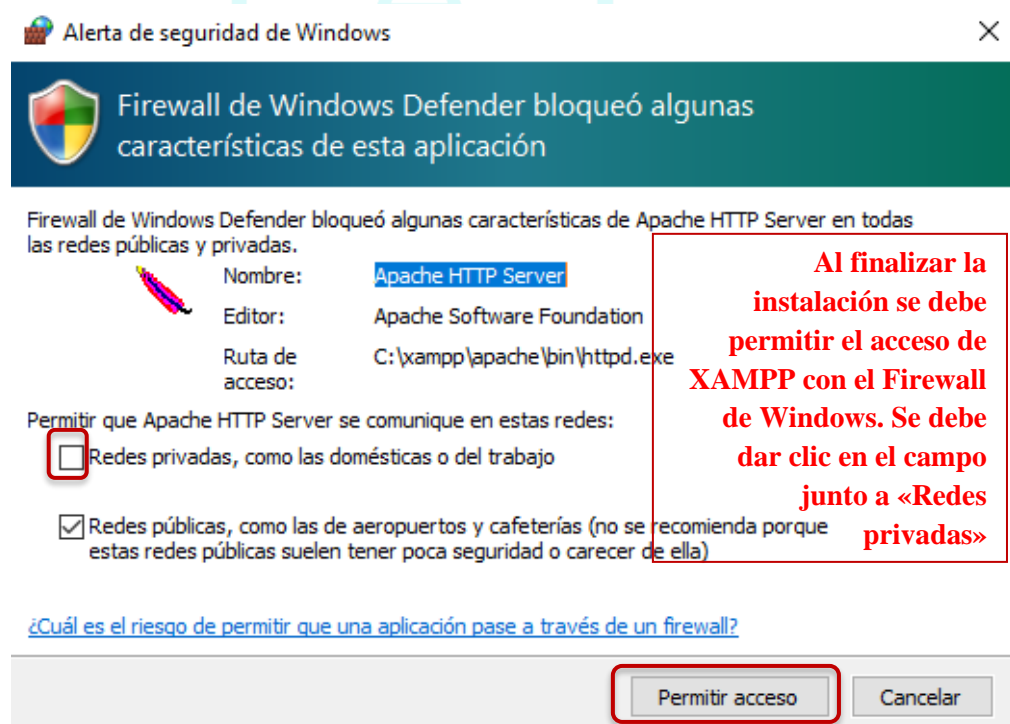 Alerta de seguridad de Windows
Firewall de Windows Defender bloqueó algunas
características de esta aplicación
Firewall de Windows Defender bloqueó algunas características de Apache HTTP Server en todas
las redes públicas y privadas.
Nombre: Apache HTTP Server
Editor: Apache Software Foundation
Ruta de C:\xampp\apache\bin\httpd.exe
acceso:
Al finalizar la
instalación se debe
permitir el acceso de
XAMPP con el Firewall
de Windows. Se debe
dar clic en el campo
junto a «Redes
privadas»
Permitir que Apache HTTP Server se comunique en estas redes:
Redes privadas, como las domésticas o del trabajo
Redes públicas, como las de aeropuertos y cafeterías (no se recomienda porque
estas redes públicas suelen tener poca seguridad o carecer de ella)
¿Cuál es el riesgo de permitir que una aplicación pase a través de un firewall?
Permitir acceso Cancelar